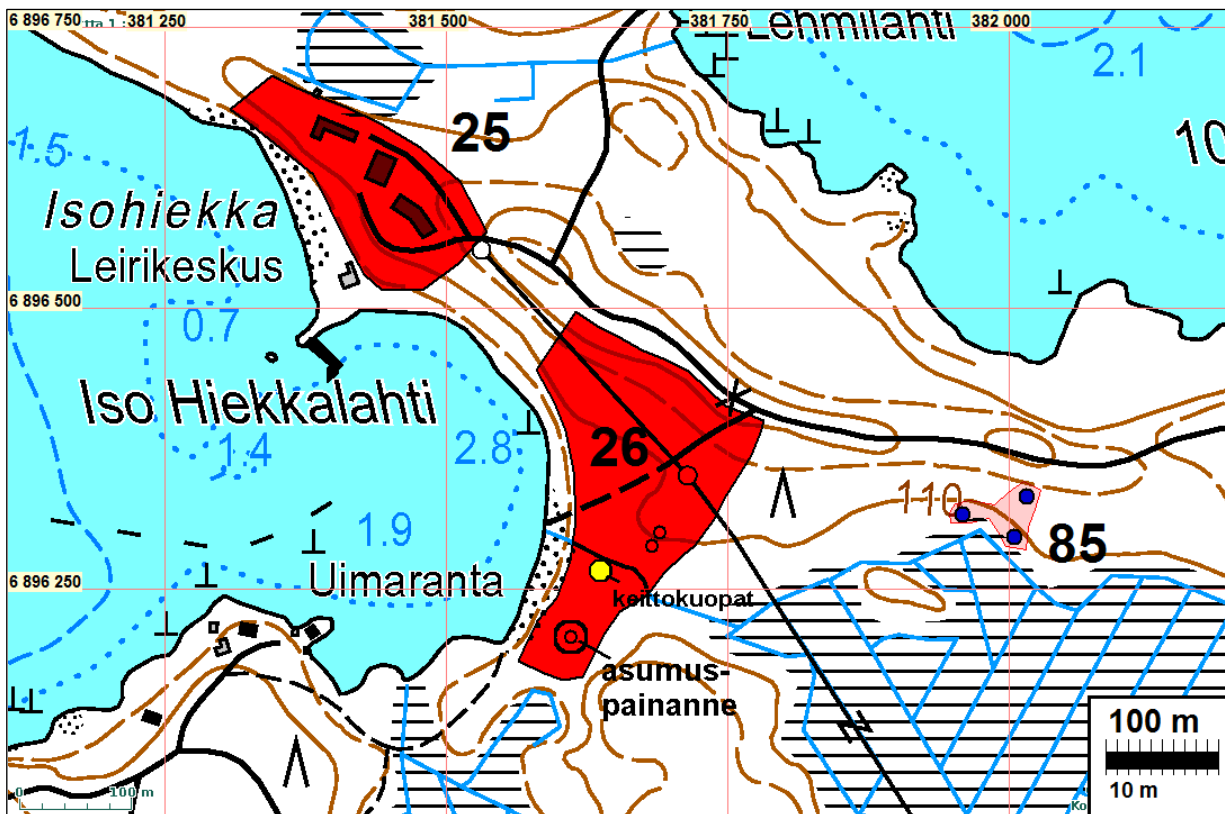 6 896 750
381 250
381 500
381 750
382 000
Lehmilahti
2.1
1.5
25
10
Isohiekka
Leirikeskus
6 896 500
0.7
Iso Hiekkalahti
1.4
2.8
26
110
85
1.9
Uimaranta
6 896 250
keittokuopat
asumus-
painanne
100 m
10 m
0
100 m